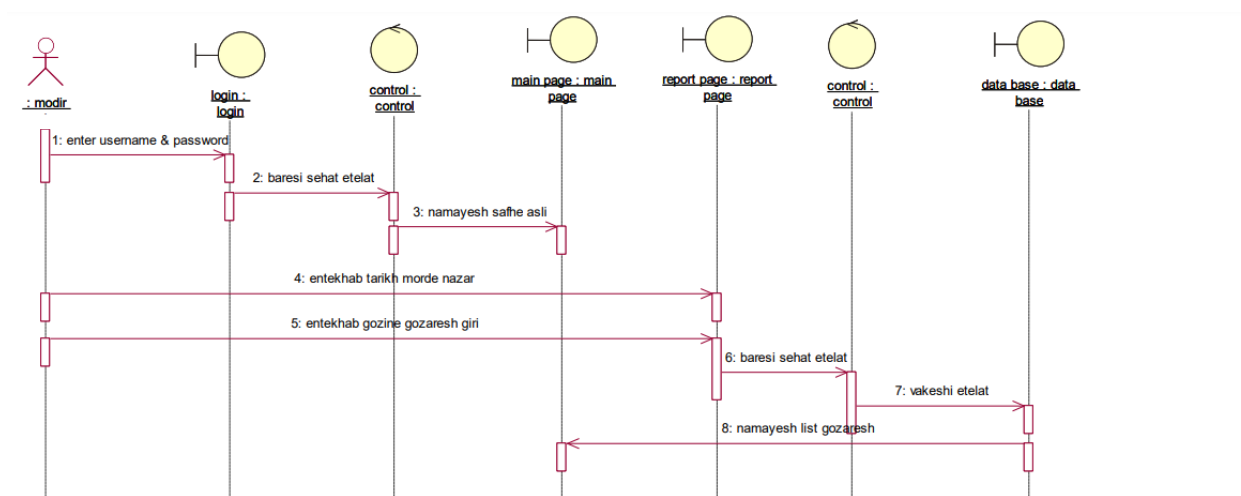 : modir
login :
login
control :
control
main page : main
page
report page : report
page
control :
control
data base : data
base
1: enter username & password
2: baresi sehat etelat
3: namayesh safhe asli
4: entekhab tarikh morde nazar
5: entekhab gozine gozaresh giri
6: baresi sehat etelat
7: vakeshi etelat
8: namayesh list gozaresh